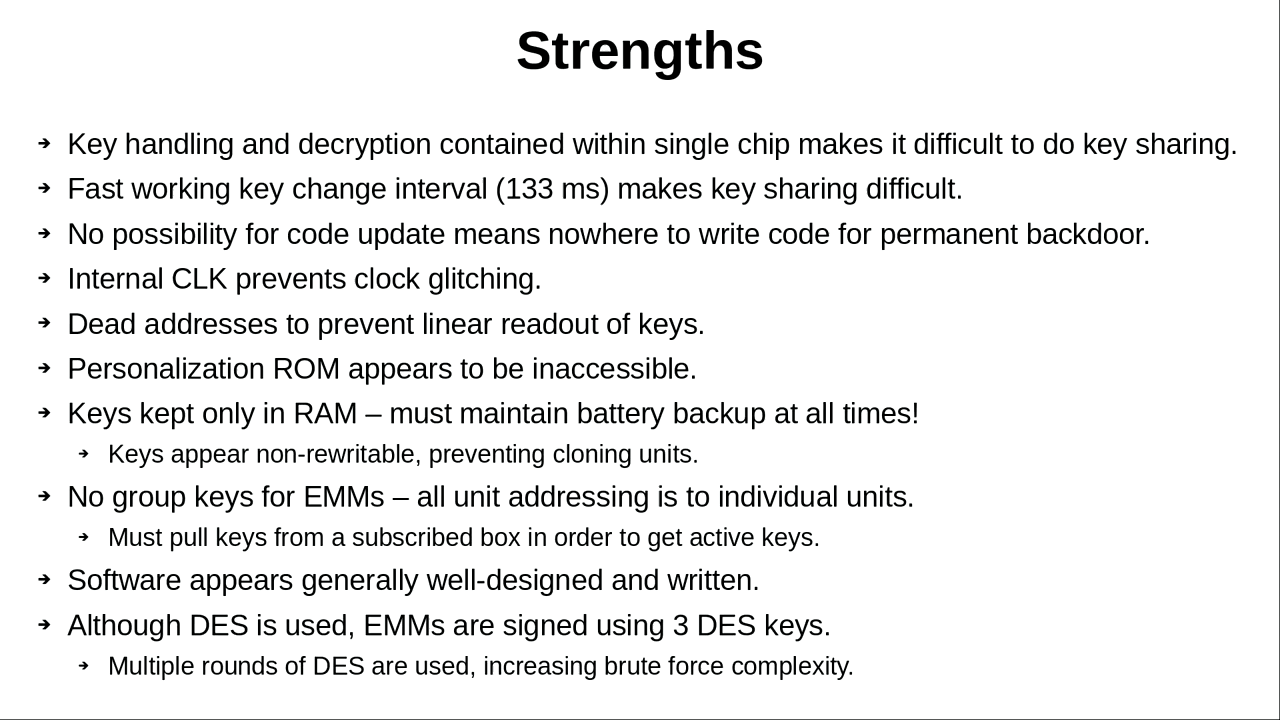 Strengths
➔ Key handling and decryption contained within single chip makes it difficult to do key sharing.
➔ Fast working key change interval (133 ms) makes key sharing difficult.
➔ No possibility for code update means nowhere to write code for permanent backdoor.
➔ Internal CLK prevents clock glitching.
➔ Dead addresses to prevent linear readout of keys.
➔ Personalization ROM appears to be inaccessible.
➔ Keys kept only in RAM – must maintain battery backup at all times!
➔ Keys appear non-rewritable, preventing cloning units.
➔ No group keys for EMMs – all unit addressing is to individual units.
➔ Must pull keys from a subscribed box in order to get active keys.
➔ Software appears generally well-designed and written.
➔ Although DES is used, EMMs are signed using 3 DES keys.
➔ Multiple rounds of DES are used, increasing brute force complexity.